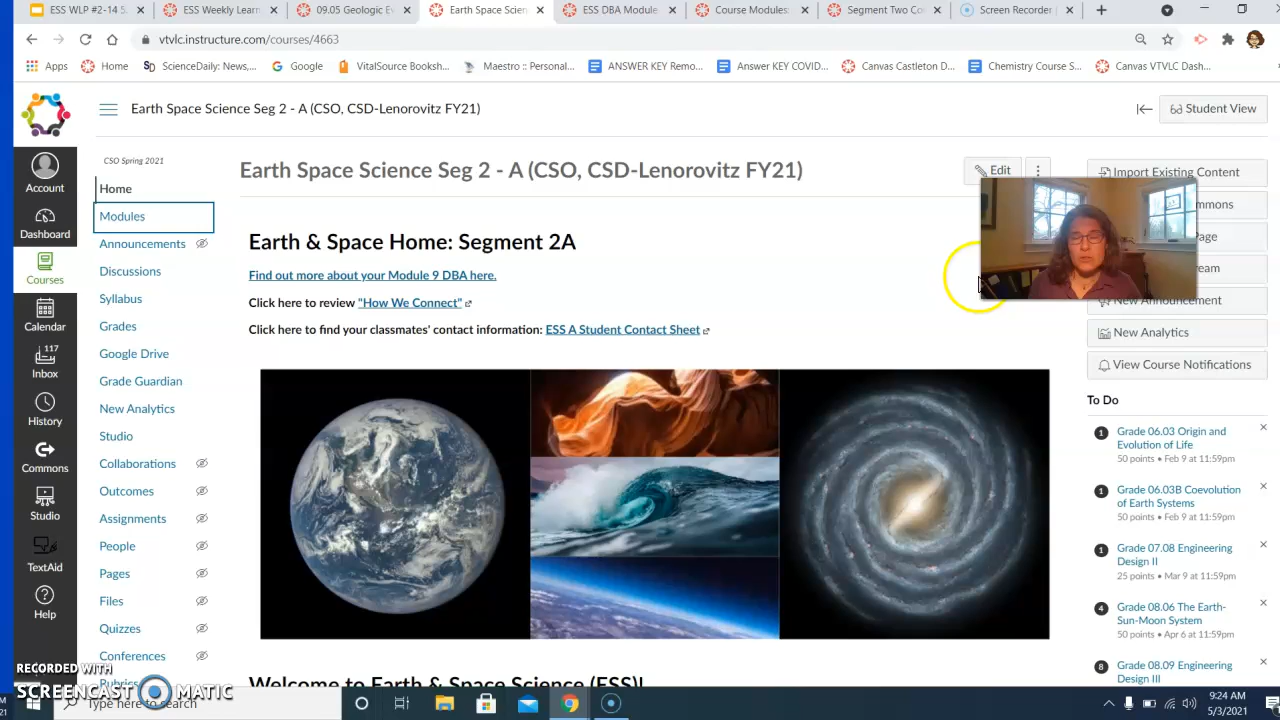 ESS WLP #2-14 S
ESS Weekly Learn
09.05 Geologic Ev
Earth Space Scien
ESS DBA Module
Course Modules:
Segment Two Co
Screen Recorder |
vtvlc.instructure.com/courses/4663
Apps
Home
ScienceDaily: News,...
Google
VitalSource Booksh...
Maestro :: Personal...
ANSWER KEY Remo...
Answer KEY COVID...
Canvas Castleton D...
Chemistry Course S...
Canvas VTVLC Dash...
Earth Space Science Seg 2 - A (CSO, CSD-Lenorovitz FY21)
Student View
Account
Dashboard
Courses
Calendar
117
Inbox
History
Commons
Studio
TextAid
Help
CSO Spring 2021
Home
Modules
Announcements
Discussions
Syllabus
Grades
Google Drive
Grade Guardian
New Analytics
Studio
Collaborations
Outcomes
Assignments
People
Pages
Files
Quizzes
Conferences
Rubrics
Earth Space Science Seg 2 - A (CSO, CSD-Lenorovitz FY21)
Edit
Earth & Space Home: Segment 2A
Find out more about your Module 9 DBA here.
Click here to review "How We Connect"
Click here to find your classmates' contact information: ESS A Student Contact Sheet
Welcome to Earth & Space Science (ESS)!
Import Existing Content
mmons
Page
ream
New Announcement
New Analytics
View Course Notifications
To Do
1
Grade 06.03 Origin and
Evolution of Life
50 points • Feb 9 at 11:59pm
1
Grade 06.03B Coevolution
of Earth Systems
50 points • Feb 9 at 11:59pm
1
Grade 07.08 Engineering
Design II
25 points • Mar 9 at 11:59pm
4
Grade 08.06 The Earth-
Sun-Moon System
50 points • Apr 6 at 11:59pm
8
Grade 08.09 Engineering
Design III
RECORDED WITH
SCREENCAST MATIC
Type here to search
9:24 AM
5/3/2021